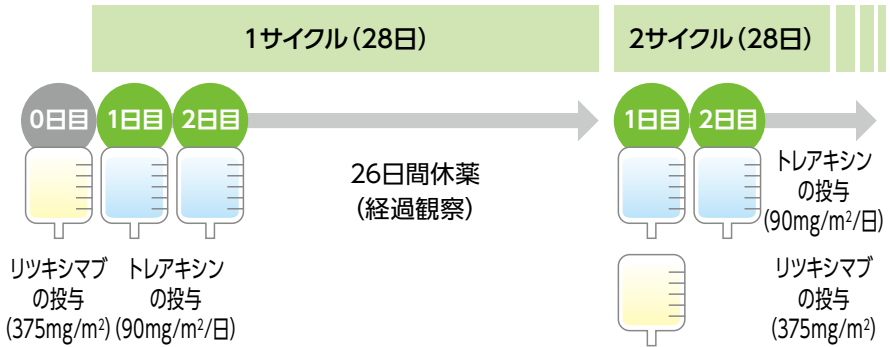 1サイクル（28日）
2サイクル（28日）
0日目
1日目
2日目
1日目
2日目
26日間休薬
（経過観察）
リツキシマブ
の投与
(375mg/m²)
トレアキシン
の投与
(90mg/m²/日)
トレアキシン
の投与
(90mg/m²/日)
リツキシマブ
の投与
(375mg/m²)